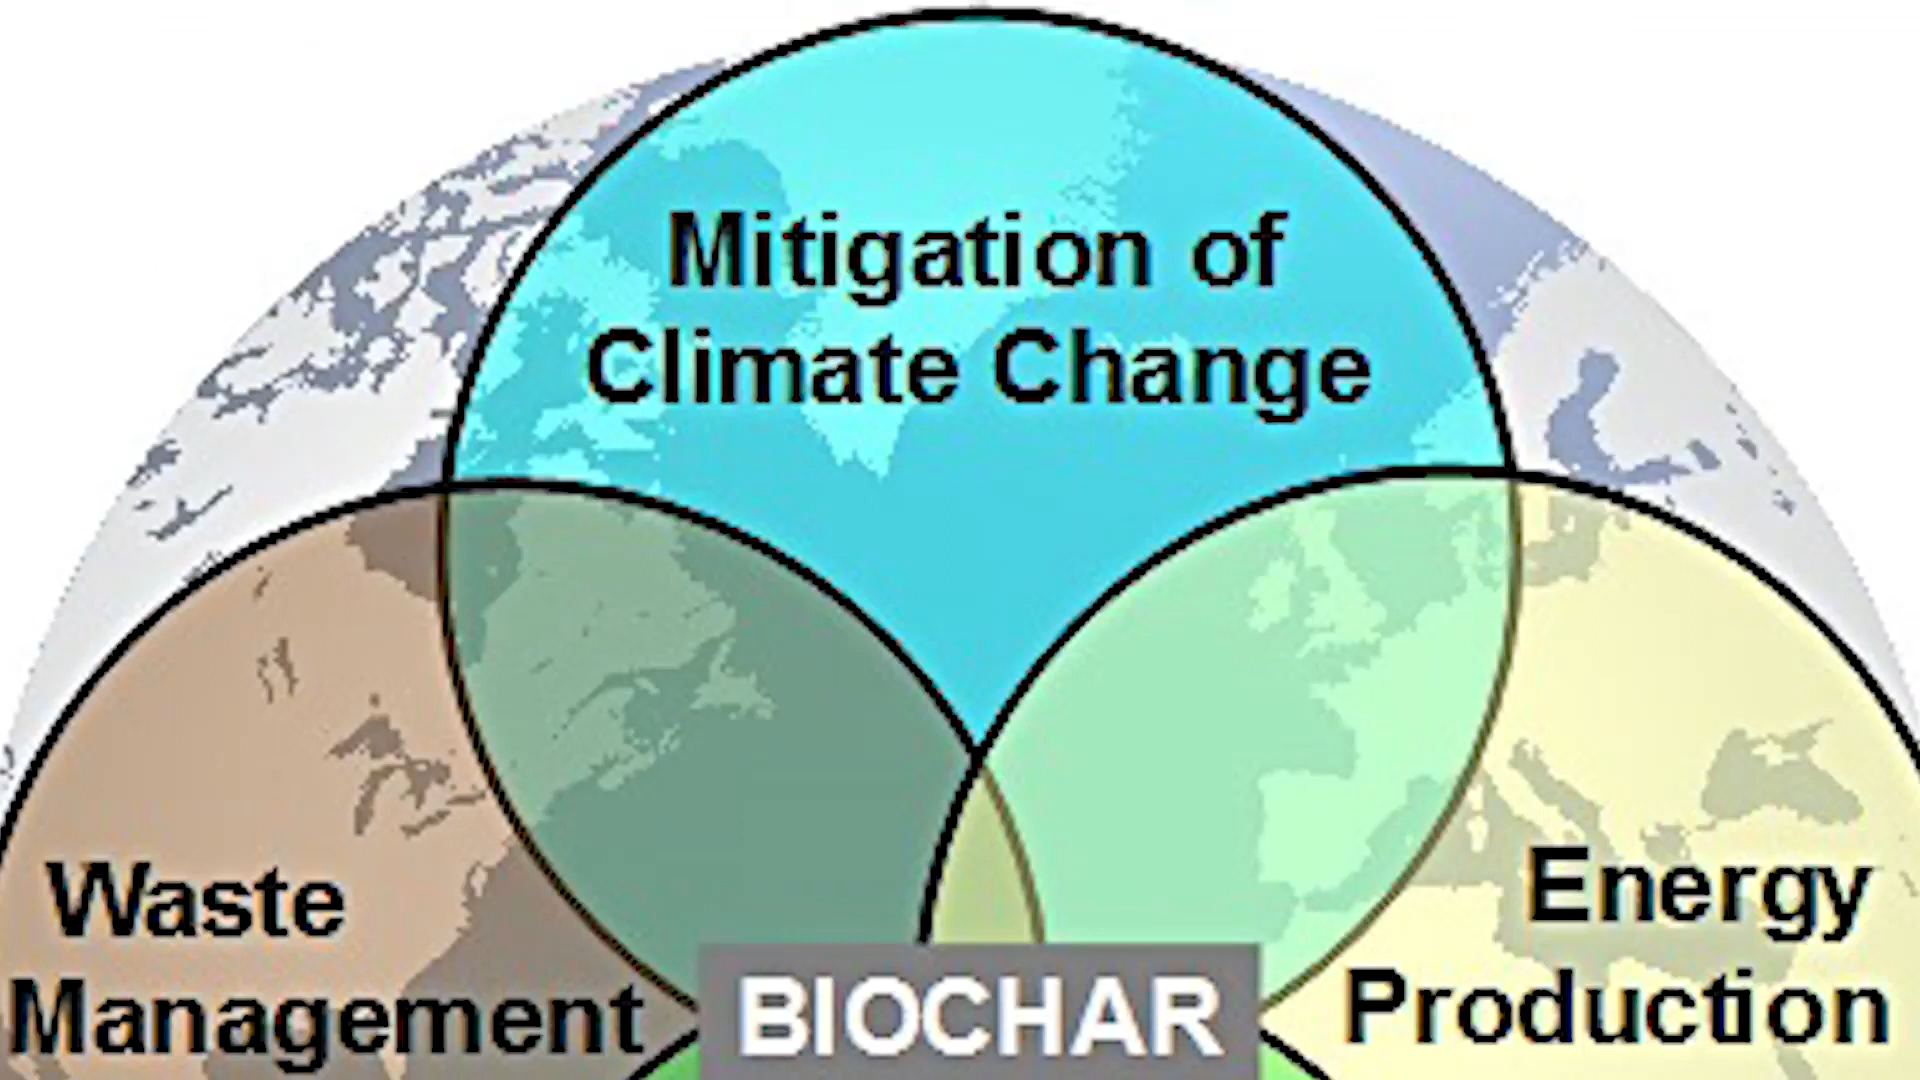 Mitigation of
Climate Change
Waste
Management
Energy
Production
BIOCHAR